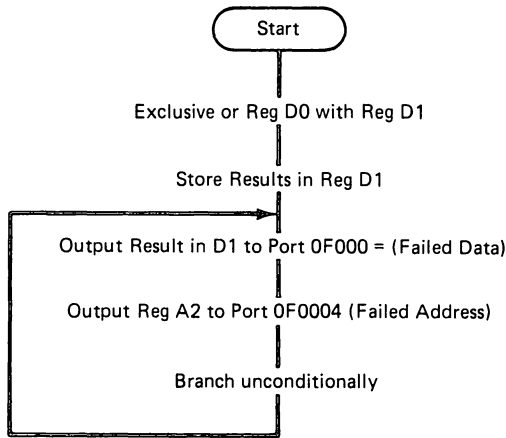 Start
Exclusive or Reg D0 with Reg D1
Store Results in Reg D1
Output Result in D1 to Port 0F000 = (Failed Data)
Output Reg A2 to Port 0F0004 (Failed Address)
Branch unconditionally